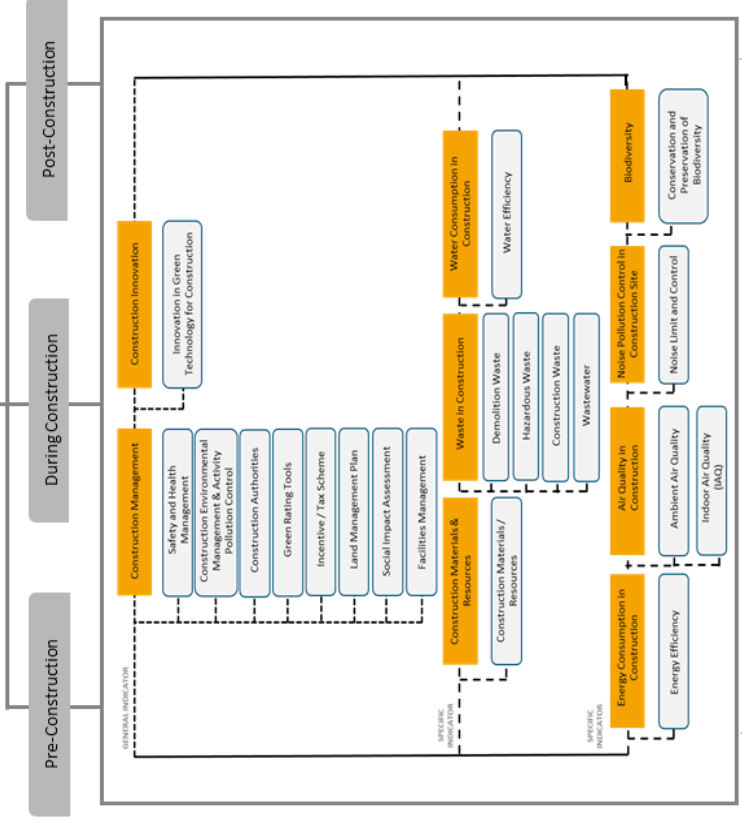 Pre-Construction
During Construction
Post-Construction
GENERAL INDICATOR
Construction Management
Safety and Health
Management
Construction Environmental
Management & Activity
Pollution Control
Construction Authorities
Green Rating Tools
Incentive / Tax Scheme
Land Management Plan
Social Impact Assessment
Facilities Management
Construction Innovation
Innovation in Green
Technology for Construction
SPECIFIC
INDICATOR
Construction Materials &
Resources
Construction Materials /
Resources
Waste in Construction
Demolition Waste
Hazardous Waste
Construction Waste
Wastewater
Water Consumption in
Construction
Water Efficiency
SPECIFIC
INDICATOR
Energy Consumption in
Construction
Energy Efficiency
Air Quality in
Construction
Ambient Air Quality
Indoor Air Quality
(IAQ)
Noise Pollution Control in
Construction Site
Noise Limit and Control
Biodiversity
Conservation and
Preservation of
Biodiversity